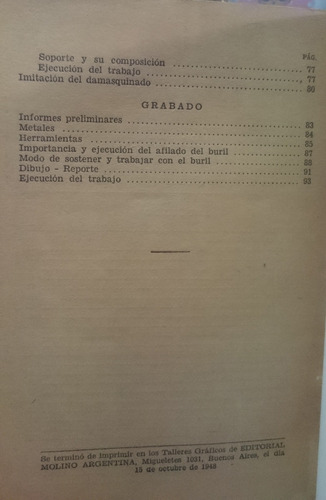 PÁG.
Soporte y su composición 77
Ejecución del trabajo 77
Imitación del damasquinado 80
GRABADO
Informes preliminares 83
Metales 84
Herramientas 85
Importancia y ejecución del afilado del buril 87
Modo de sostener y trabajar con el buril 88
Dibujo - Reporte 91
Ejecución del trabajo 93
Se terminó de imprimir en los Talleres Gráficos de EDITORIAL
MOLINO ARGENTINA, Migueletes 1021, Buenos Aires, el día
15 de octubre de 1948